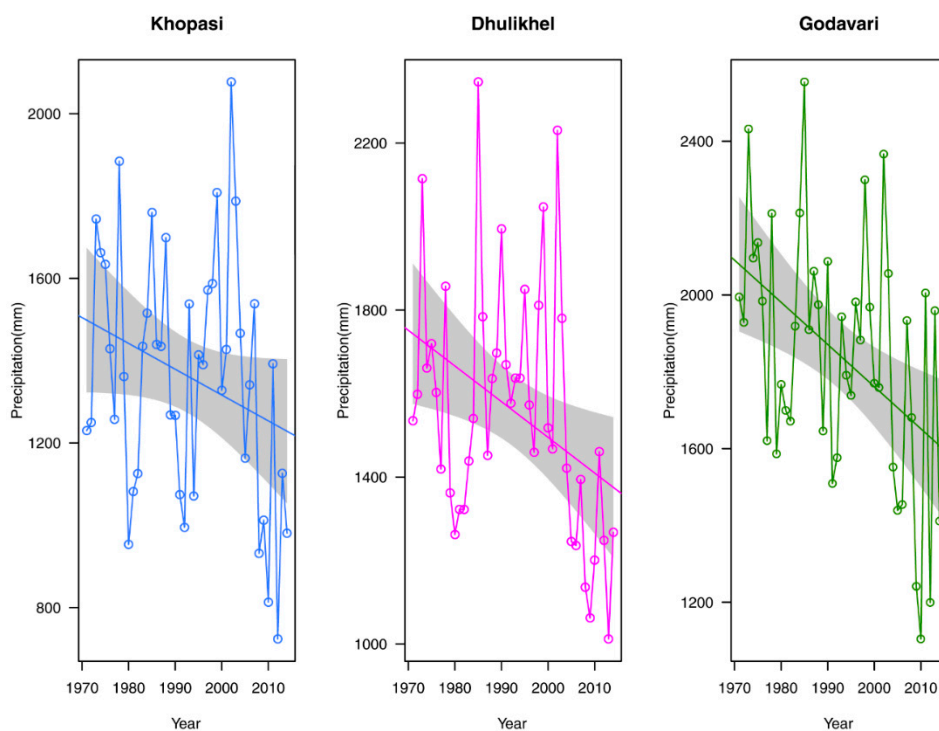 Khopasi
Dhulikhel
Godavari
Precipitation(mm)
2000
1600
1200
800
1970 1980 1990 2000 2010
Year
Precipitation(mm)
2200
1800
1400
1000
1970 1980 1990 2000 2010
Year
Precipitation(mm)
2400
2000
1600
1200
1970 1980 1990 2000 2010
Year